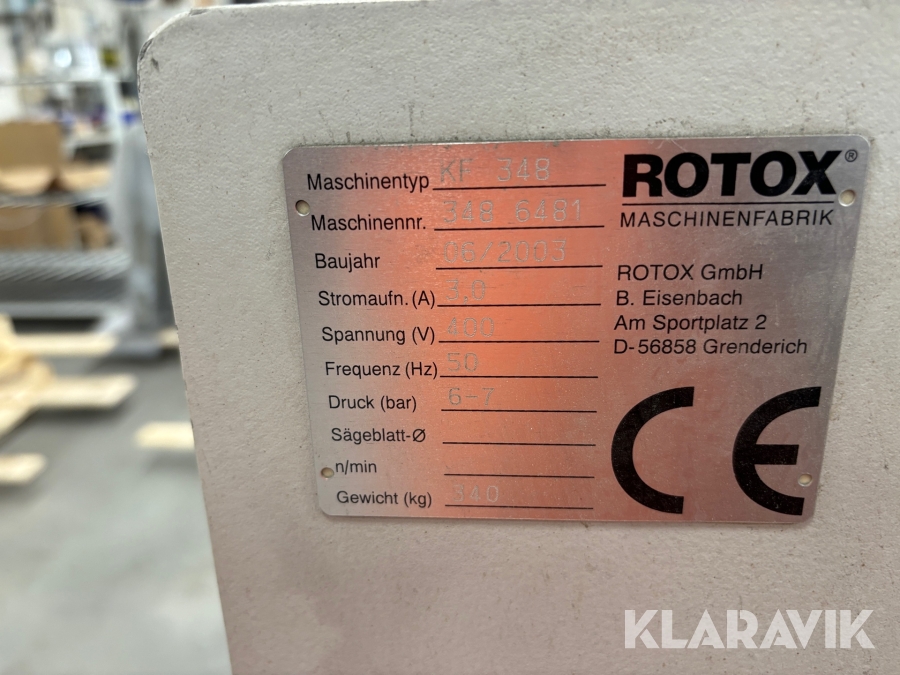 Maschinentyp KF 348
Maschinennr. 348 6481
Baujahr 06/2003
Stromaufn. (A) 3,0
Spannung (V) 400
Frequenz (Hz) 50
Druck (bar) 6-7
Sägeblatt-Ø
n/min
Gewicht (kg) 340
ROTOX®
MASCHINENFABRIK
ROTOX GmbH
B. Eisenbach
Am Sportplatz 2
D-56858 Grenderich
CE
KLARAVIK